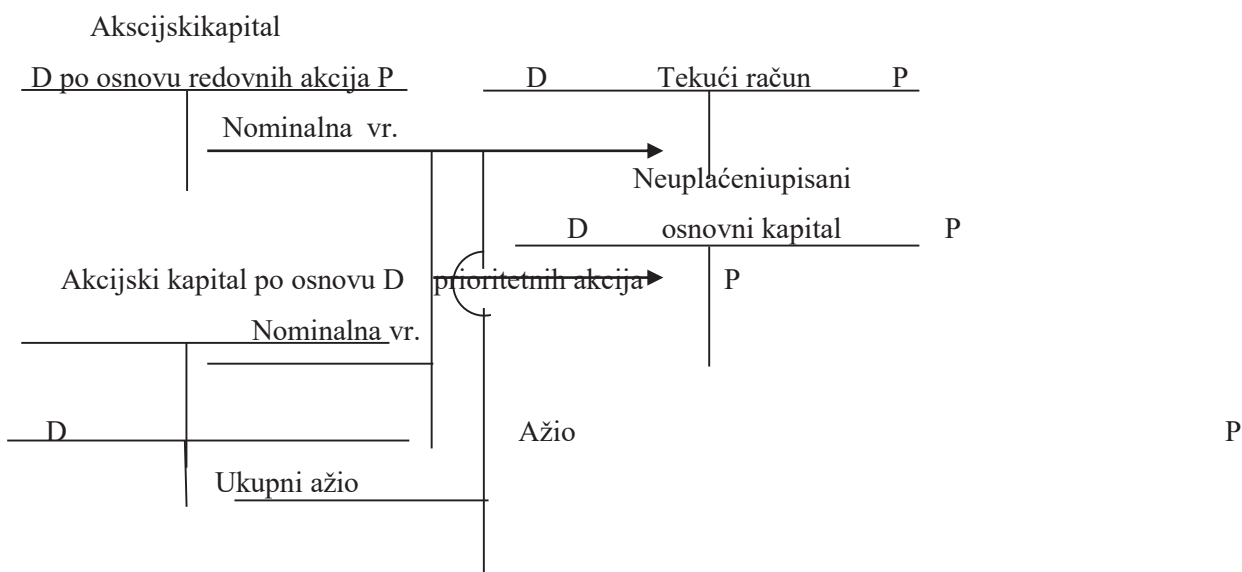 Akscijskikapital
D po osnovu redovnih akcija P D Tekući račun P
Nominalna vr.
Neuplaćeniupisani
D osnovni kapital P
Akcijski kapital po osnovu D prioritetnih akcija P
Nominalna vr.
D Ažio P
Ukupni ažio